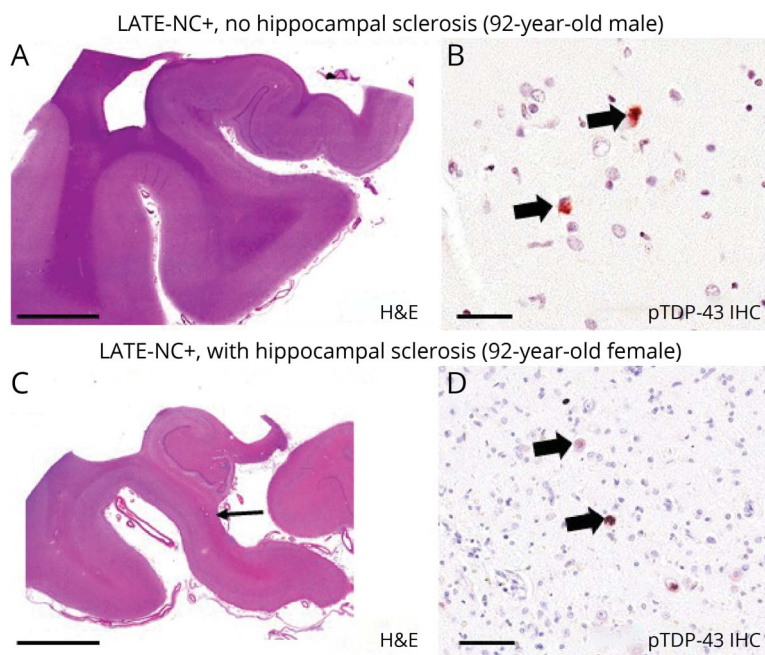 LATE-NC+, no hippocampal sclerosis (92-year-old male)
A
B
H&E
pTDP-43 IHC
LATE-NC+, with hippocampal sclerosis (92-year-old female)
C
D
H&E
pTDP-43 IHC